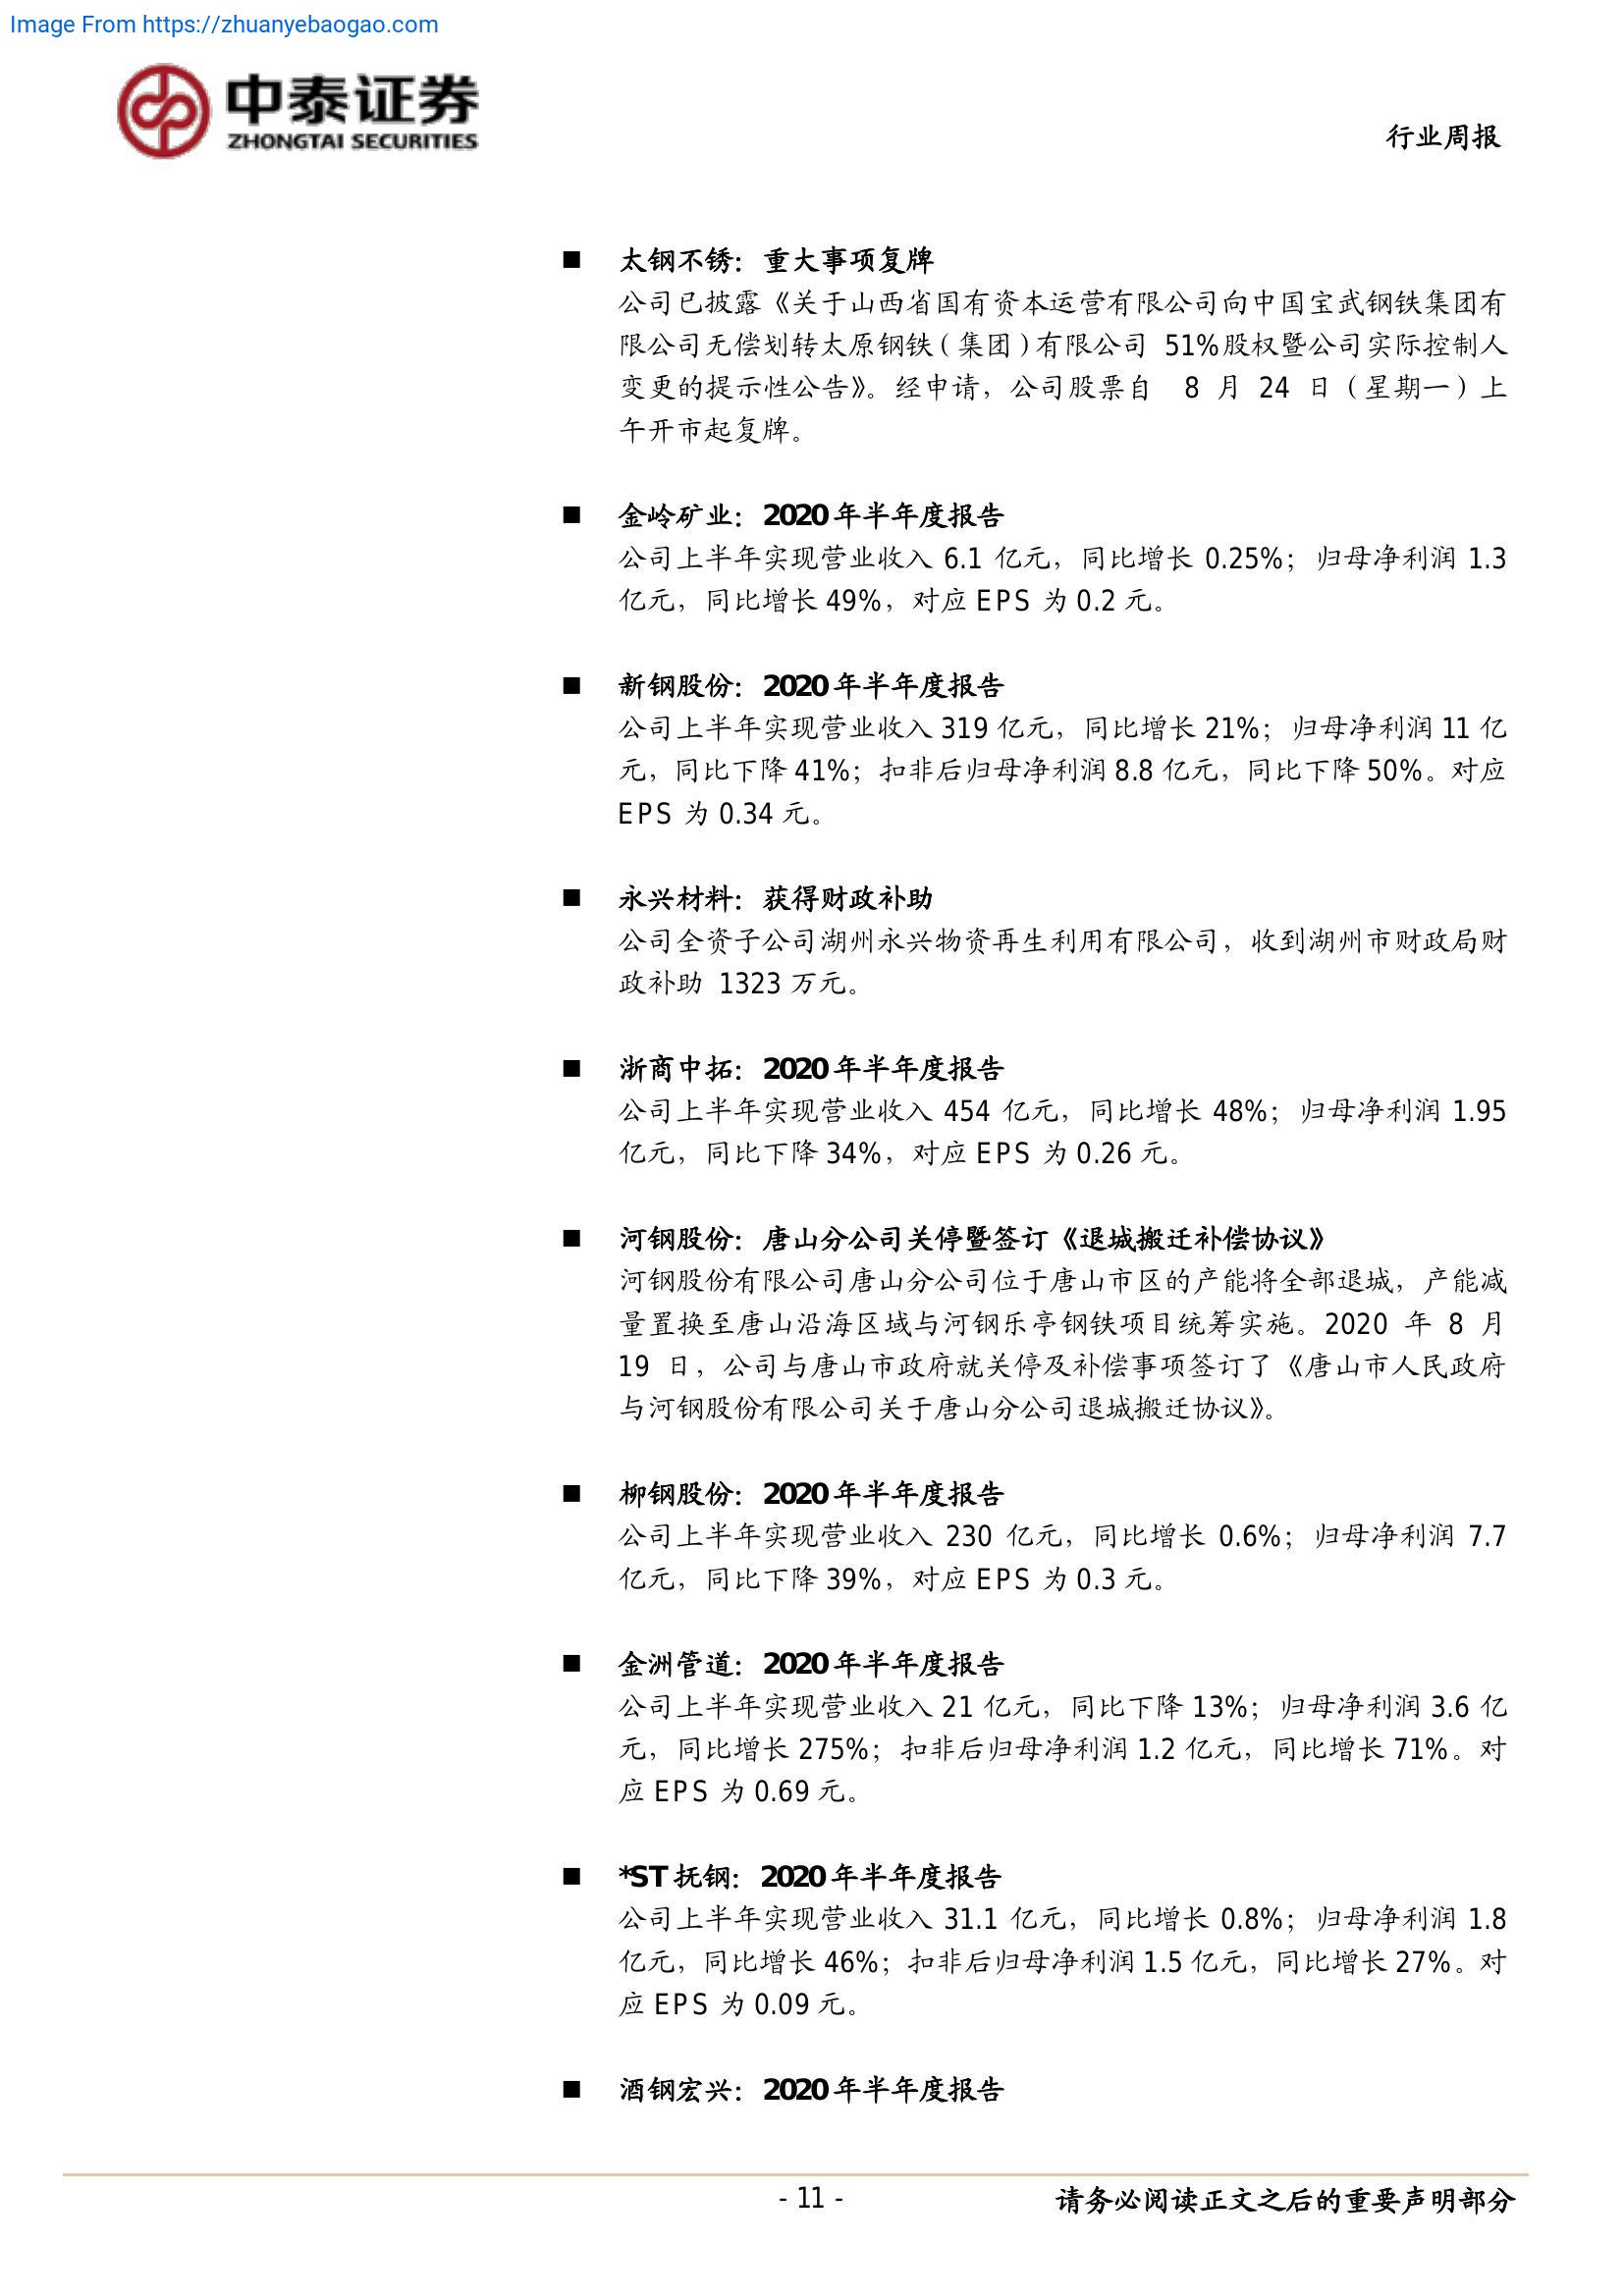 Image From https://zhuanyebaogao.com
中泰证券
ZHONGTAI SECURITIES
行业周报
■ 太钢不锈：重大事项复牌
公司已披露《关于山西省国有资本运营有限公司向中国宝武钢铁集团有
限公司无偿划转太原钢铁（集团）有限公司 51%股权暨公司实际控制人
变更的提示性公告》。经申请，公司股票自 8 月 24 日（星期一）上
午开市起复牌。
■ 金岭矿业：2020 年半年度报告
公司上半年实现营业收入 6.1 亿元，同比增长 0.25%；归母净利润 1.3
亿元，同比增长 49%，对应 EPS 为 0.2 元。
■ 新钢股份：2020 年半年度报告
公司上半年实现营业收入 319 亿元，同比增长 21%；归母净利润 11 亿
元，同比下降 41%；扣非后归母净利润 8.8 亿元，同比下降 50%。对应
EPS 为 0.34 元。
■ 永兴材料：获得财政补助
公司全资子公司湖州永兴物资再生利用有限公司，收到湖州市财政局财
政补助 1323 万元。
■ 浙商中拓：2020 年半年度报告
公司上半年实现营业收入 454 亿元，同比增长 48%；归母净利润 1.95
亿元，同比下降 34%，对应 EPS 为 0.26 元。
■ 河钢股份：唐山分公司关停暨签订《退城搬迁补偿协议》
河钢股份有限公司唐山分公司位于唐山市区的产能将全部退城，产能减
量置换至唐山沿海区域与河钢乐亭钢铁项目统筹实施。2020 年 8 月
19 日，公司与唐山市政府就关停及补偿事项签订了《唐山市人民政府
与河钢股份有限公司关于唐山分公司退城搬迁协议》。
■ 柳钢股份：2020 年半年度报告
公司上半年实现营业收入 230 亿元，同比增长 0.6%；归母净利润 7.7
亿元，同比下降 39%，对应 EPS 为 0.3 元。
■ 金洲管道：2020 年半年度报告
公司上半年实现营业收入 21 亿元，同比下降 13%；归母净利润 3.6 亿
元，同比增长 275%；扣非后归母净利润 1.2 亿元，同比增长 71%。对
应 EPS 为 0.69 元。
■ *ST 抚钢：2020 年半年度报告
公司上半年实现营业收入 31.1 亿元，同比增长 0.8%；归母净利润 1.8
亿元，同比增长 46%；扣非后归母净利润 1.5 亿元，同比增长 27%。对
应 EPS 为 0.09 元。
■ 酒钢宏兴：2020 年半年度报告
- 11 -
请务必阅读正文之后的重要声明部分